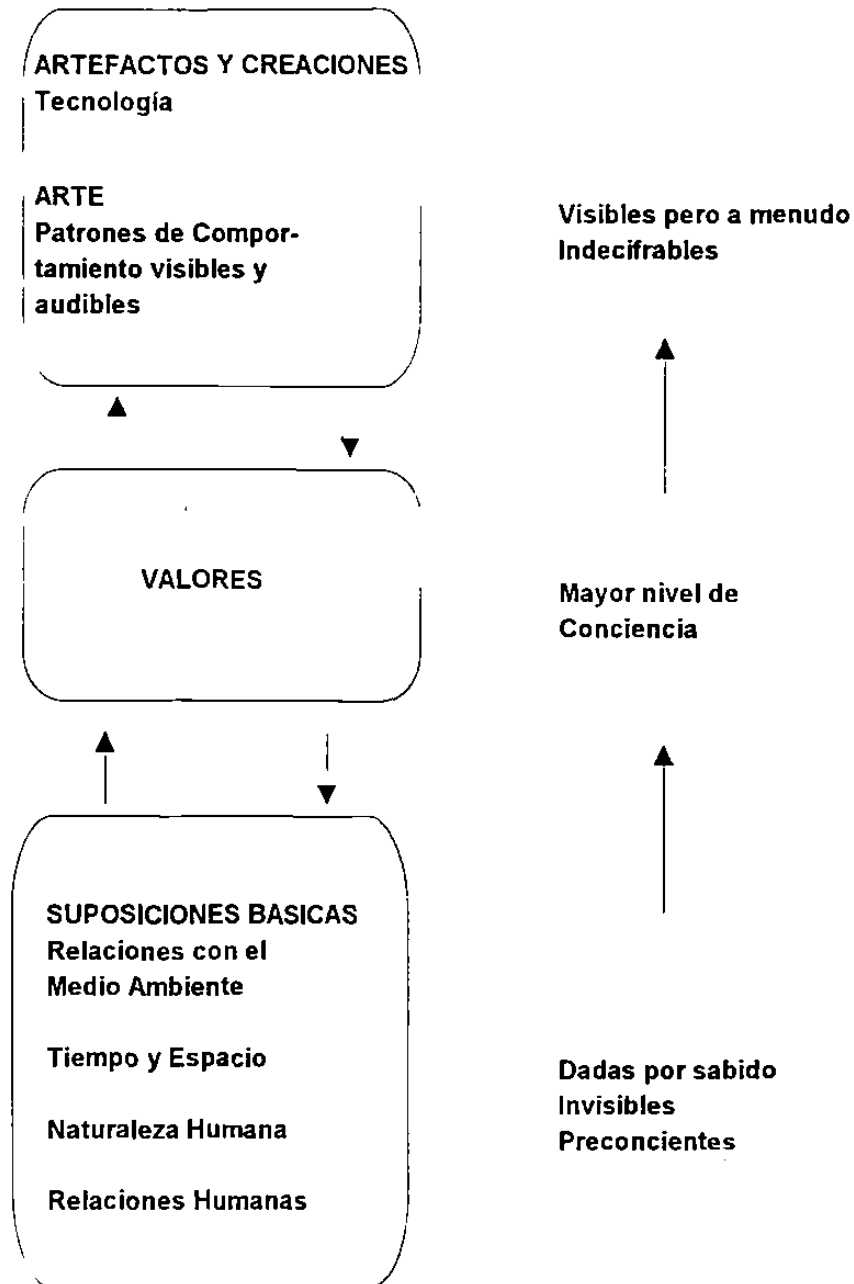 ARTEFACTOS Y CREACIONES
Tecnología
ARTE
Patrones de Compor-
tamiento visibles y
audibles
Visibles pero a menudo
Indecifrables
VALORES
Mayor nivel de
Conciencia
SUPOSICIONES BASICAS
Relaciones con el
Medio Ambiente
Tiempo y Espacio
Naturaleza Humana
Relaciones Humanas
Dadas por sabido
Invisibles
Preconcientes